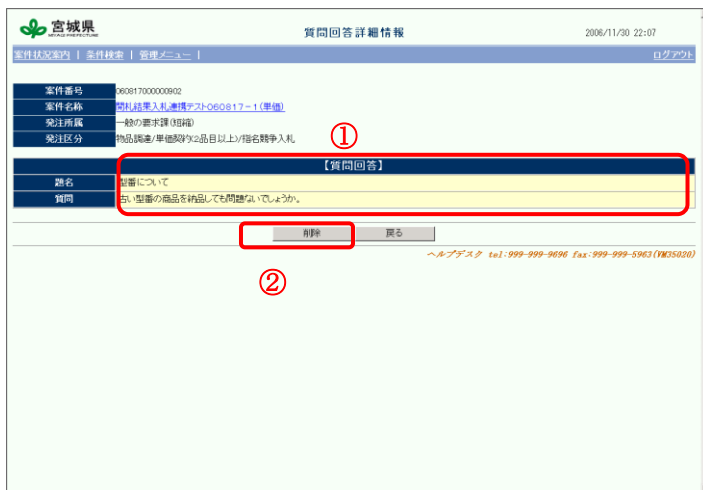 宮城県
MIYAGI PREFECTURE
質問回答詳細情報
2006/11/30 22:07
案件状況案内 | 条件検索 | 管理メニュー |
ログアウト
案件番号 060817000000902
案件名称 開札結果入札連携テスト060817-1(単価)
発注所属 一般の要求課(短縮)
発注区分 物品調達/単価契約(2品目以上)/指名競争入札
①
【質問回答】
題名 型番について
質問 古い型番の商品を納品しても問題ないでしょうか。
削除 戻る
ヘルプデスク tel:999-999-9696 fax:999-999-5963(VM35020)
②